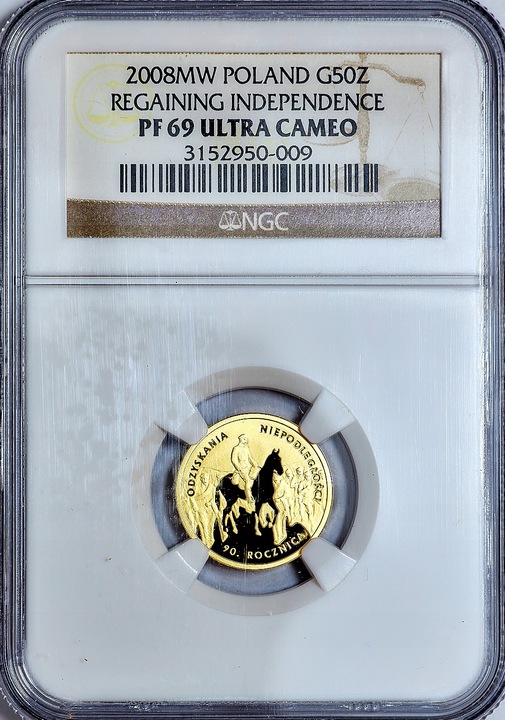 2008MW POLAND G50Z
REGAINING INDEPENDENCE
PF 69 ULTRA CAMEO
3152950-009
NGC
ODZYSKANIA NIEPODLEGŁOŚCI
90. ROCZNICA